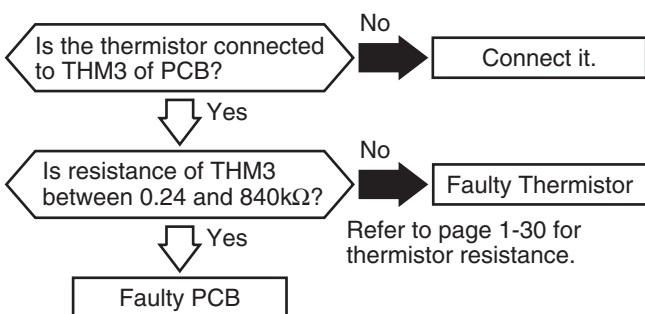 Is the thermistor connected
to THM3 of PCB?
No
Connect it.
Yes
Is resistance of THM3
between 0.24 and 840kΩ?
No
Faulty Thermistor
Refer to page 1-30 for
thermistor resistance.
Yes
Faulty PCB